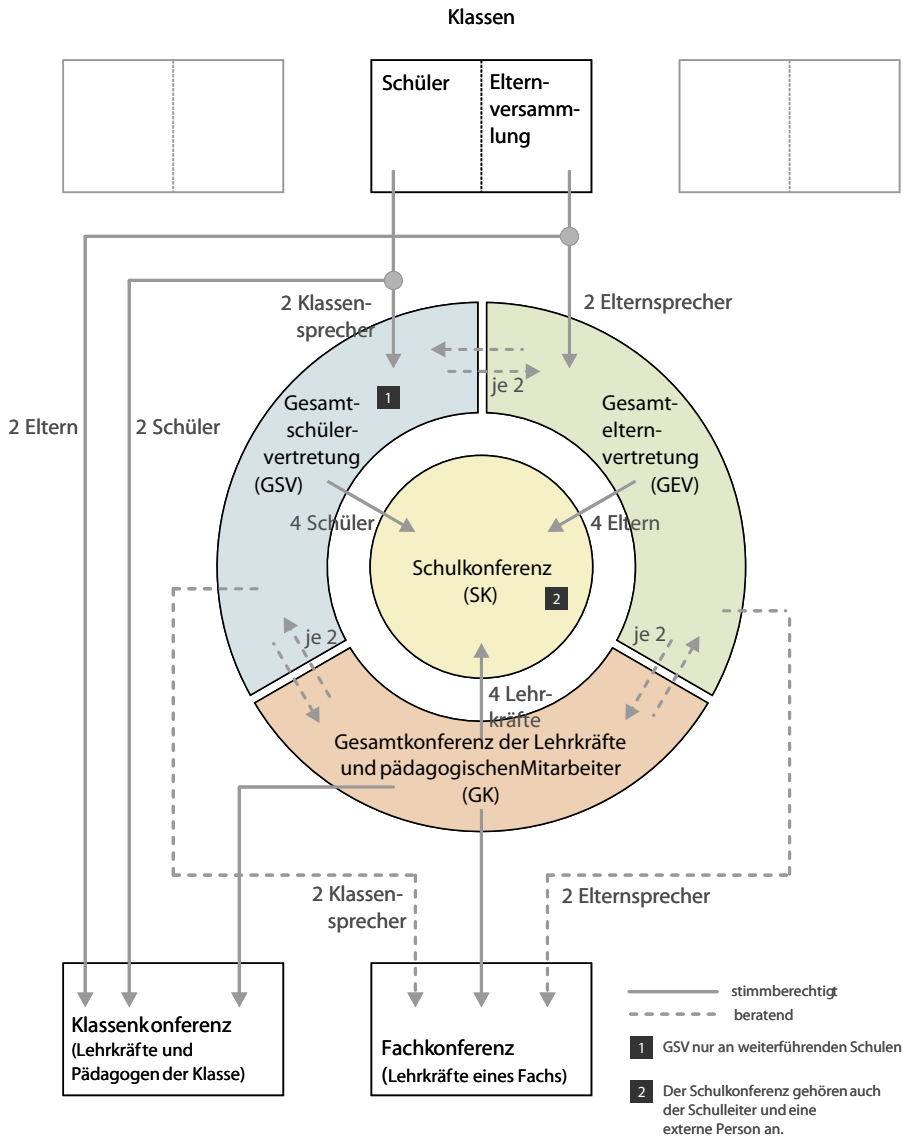 Klassen
Schüler
Eltern-
versamm-
lung
2 Klassen-
sprecher
2 Elternsprecher
je 2
1
2 Eltern
2 Schüler
Gesamt-
schüler-
vertretung
(GSV)
Gesamt-
eltern-
vertretung
(GEV)
4 Schüler
4 Eltern
Schulkonferenz
(SK)
2
je 2
je 2
4 Lehr-
kräfte
Gesamtkonferenz der Lehrkräfte
und pädagogischenMitarbeiter
(GK)
2 Klassen-
sprecher
2 Elternsprecher
Klassenkonferenz
(Lehrkräfte und
Pädagogen der Klasse)
Fachkonferenz
(Lehrkräfte eines Fachs)
stimmberechtigt
beratend
1 GSV nur an weiterführenden Schulen
2 Der Schulkonferenz gehören auch
der Schulleiter und eine
externe Person an.